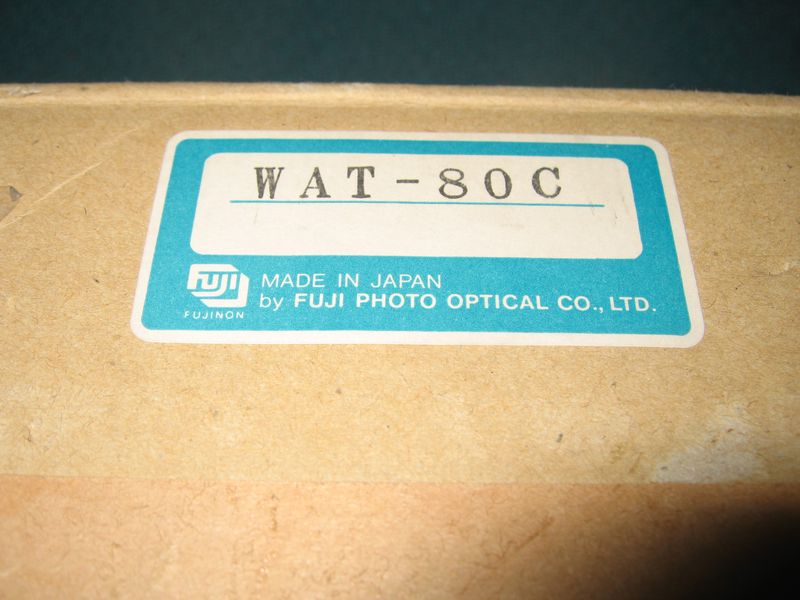 WAT-80C
FUJI
FUJINON
MADE IN JAPAN
by FUJI PHOTO OPTICAL CO., LTD.